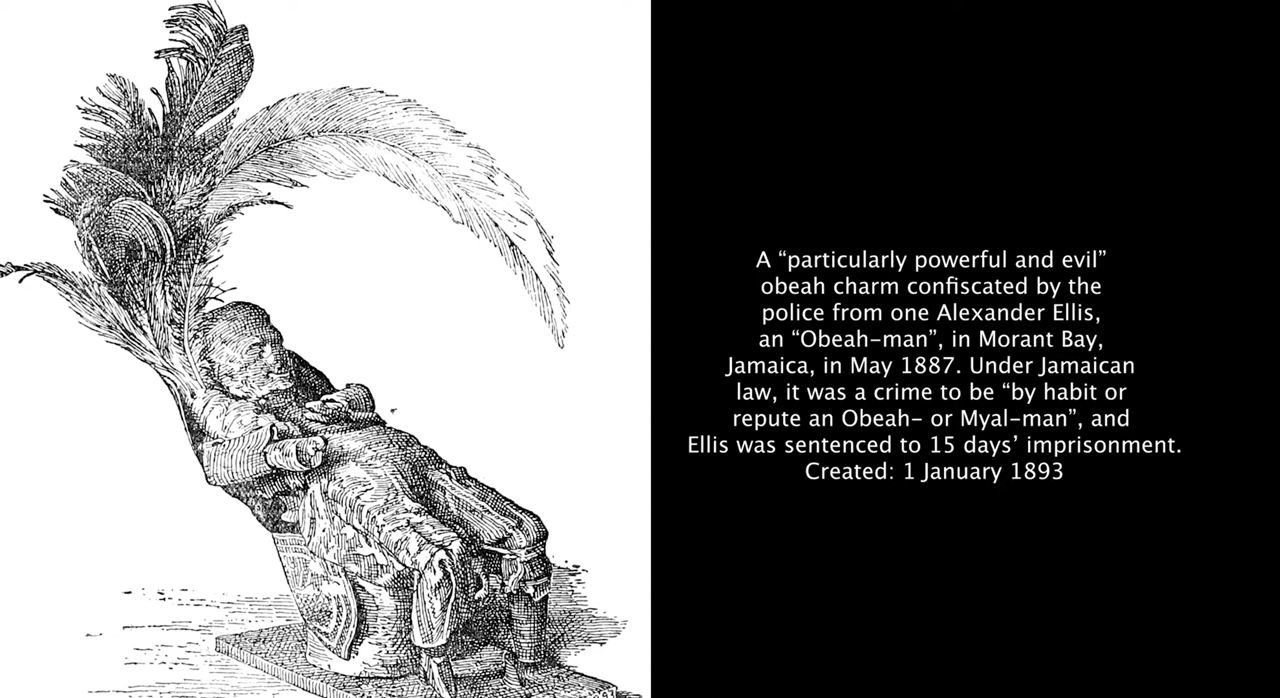 A “particularly powerful and evil”
obeah charm confiscated by the
police from one Alexander Ellis,
an “Obeah-man”, in Morant Bay,
Jamaica, in May 1887. Under Jamaican
law, it was a crime to be “by habit or
repute an Obeah- or Myal-man”, and
Ellis was sentenced to 15 days’ imprisonment.
Created: 1 January 1893